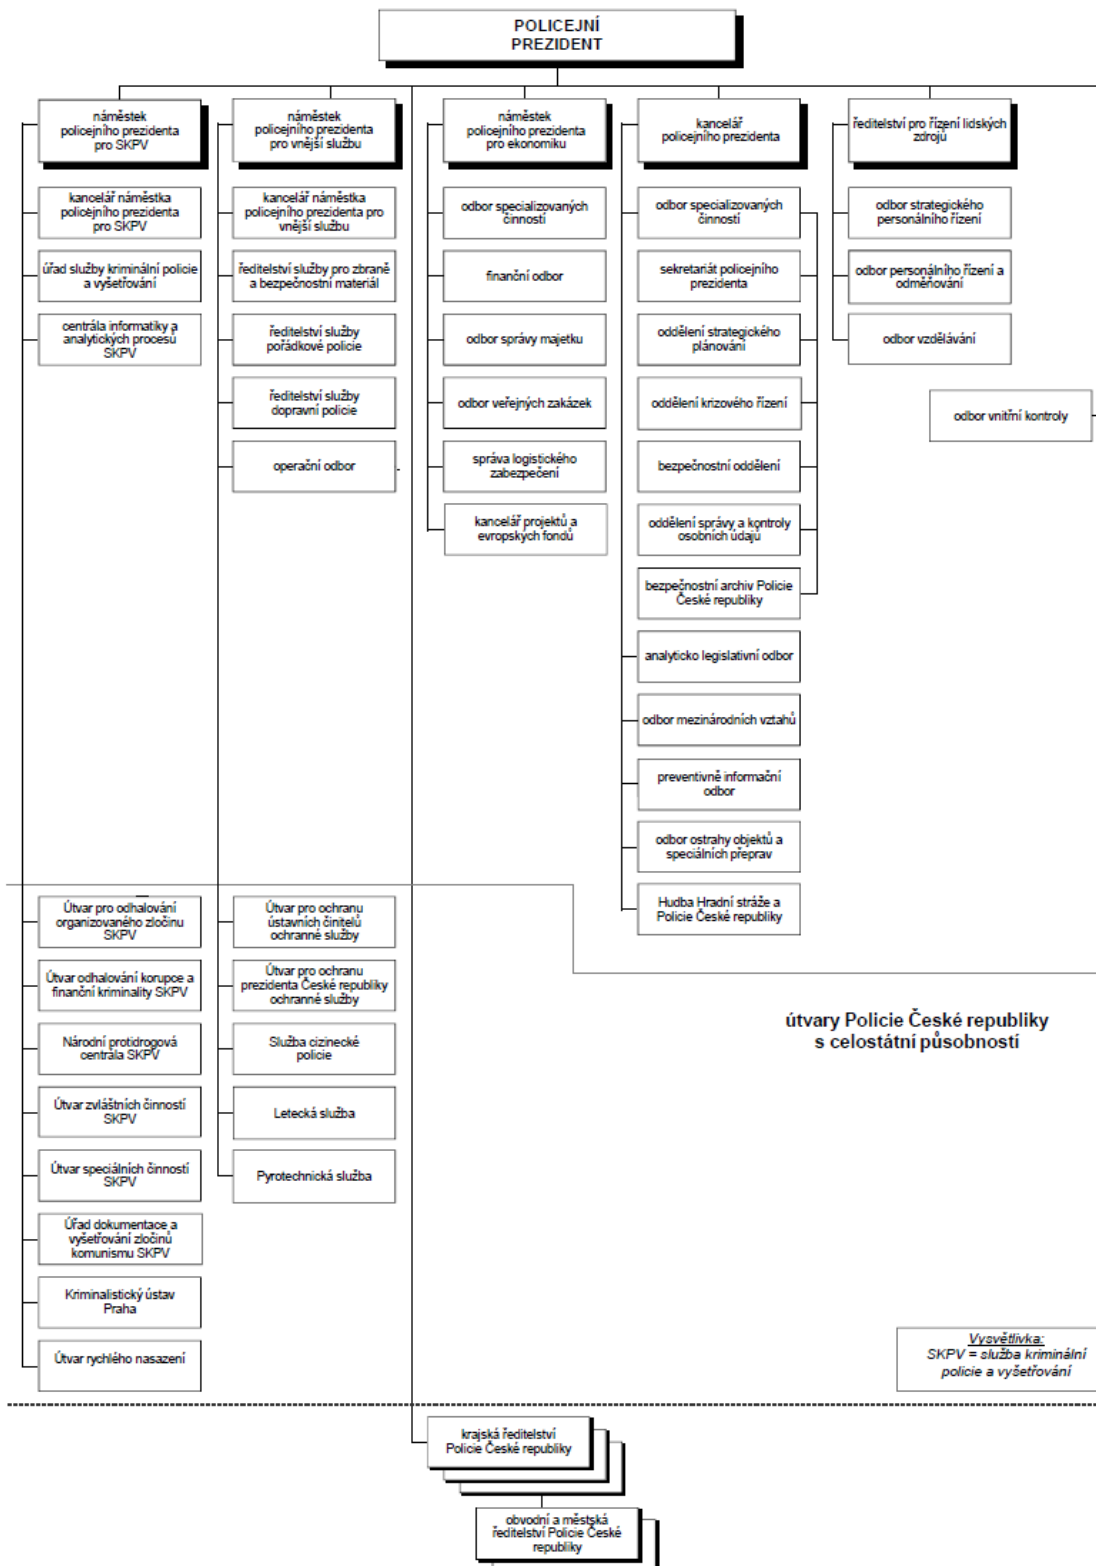 POLICEJNÍ
PREZIDENT
náměstek
policejního prezidenta
pro SKPV
kancelář náměstka
policejního prezidenta
pro SKPV
úřad služby kriminální policie
a vyšetřování
centrála informatiky a
analytických procesů
SKPV
náměstek
policejního prezidenta
pro vnější službu
kancelář náměstka
policejního prezidenta pro
vnější službu
ředitelství služby pro zbraně
a bezpečnostní materiál
ředitelství služby
pořádkové policie
ředitelství služby
dopravní policie
operační odbor
náměstek
policejního prezidenta
pro ekonomiku
odbor specializovaných
činností
finanční odbor
odbor správy majetku
odbor veřejných zakázek
správa logistického
zabezpečení
kancelář projektů a
evropských fondů
kancelář
policejního prezidenta
odbor specializovaných
činností
sekretariát policejního
prezidenta
oddělení strategického
plánování
oddělení krizového řízení
bezpečnostní oddělení
oddělení správy a kontroly
osobních údajů
bezpečnostní archiv Policie
České republiky
analyticko legislativní odbor
odbor mezinárodních vztahů
preventivně informační
odbor
odbor ostrahy objektů a
speciálních přeprav
Hudba Hradní stráže a
Policie České republiky
ředitelství pro řízení lidských
zdrojů
odbor strategického
personálního řízení
odbor personálního řízení a
odměňování
odbor vzdělávání
odbor vnitřní kontroly
Útvar pro odhalování
organizovaného zločinu
SKPV
Útvar odhalování korupce a
finanční kriminality SKPV
Národní protidrogová
centrála SKPV
Útvar zvláštních činností
SKPV
Útvar speciálních činností
SKPV
Úřad dokumentace a
vyšetřování zločinů
komunismu SKPV
Kriminalistický ústav
Praha
Útvar rychlého nasazení
Útvar pro ochranu
ústavních činitelů
ochranné služby
Útvar pro ochranu
prezidenta České republiky
ochranné služby
Služba cizinecké
policie
Letecká služba
Pyrotechnická služba
útvary Policie České republiky
s celostátní působností
Vysvětlivka:
SKPV = služba kriminální
policie a vyšetřování
krajská ředitelství
Policie České republiky
obvodní a městská
ředitelství Policie České
republiky